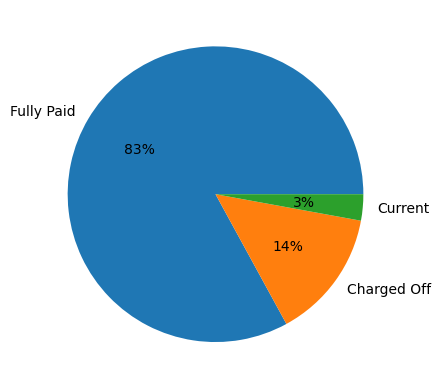 Fully Paid
83%
3%
Current
14%
Charged Off